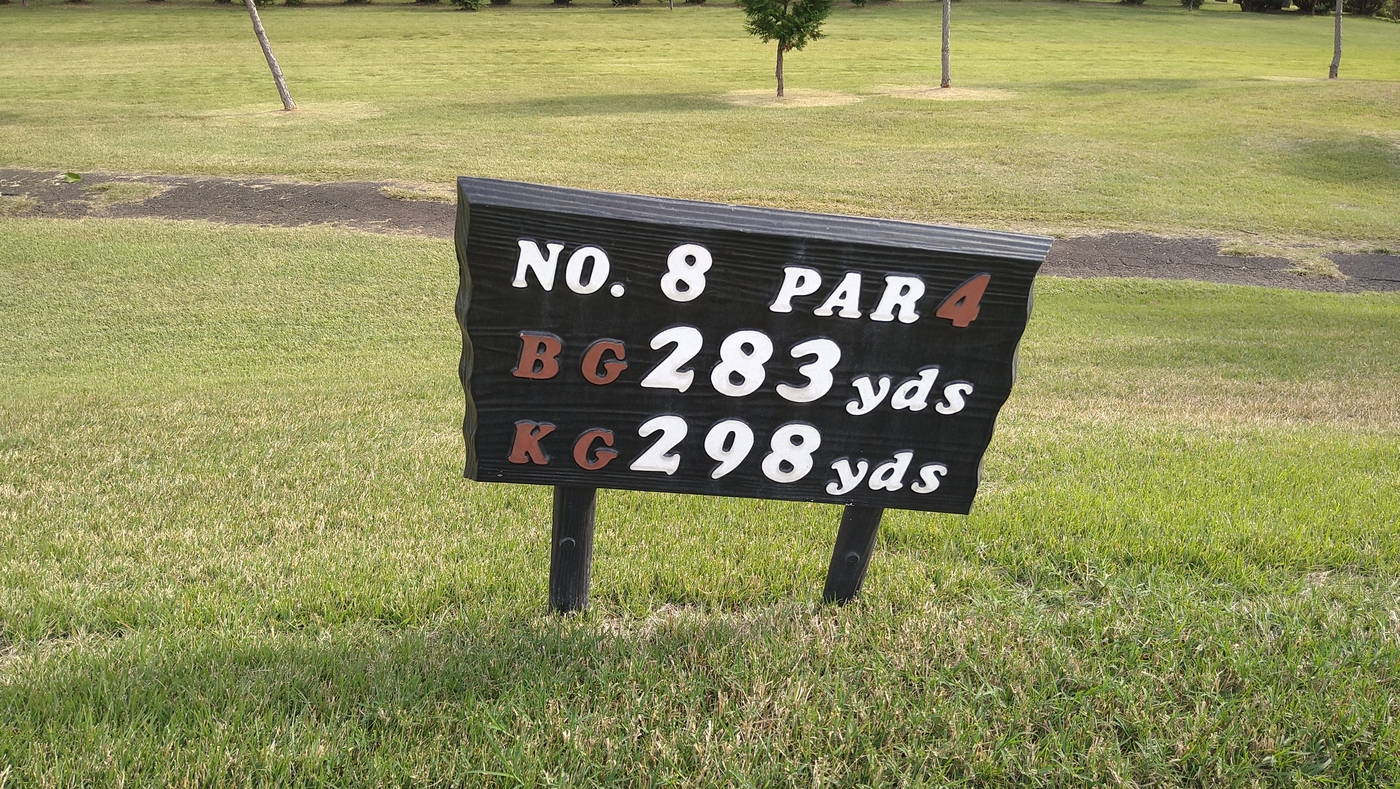 NO. 8 PAR 4
BG 283 yds
KG 298 yds